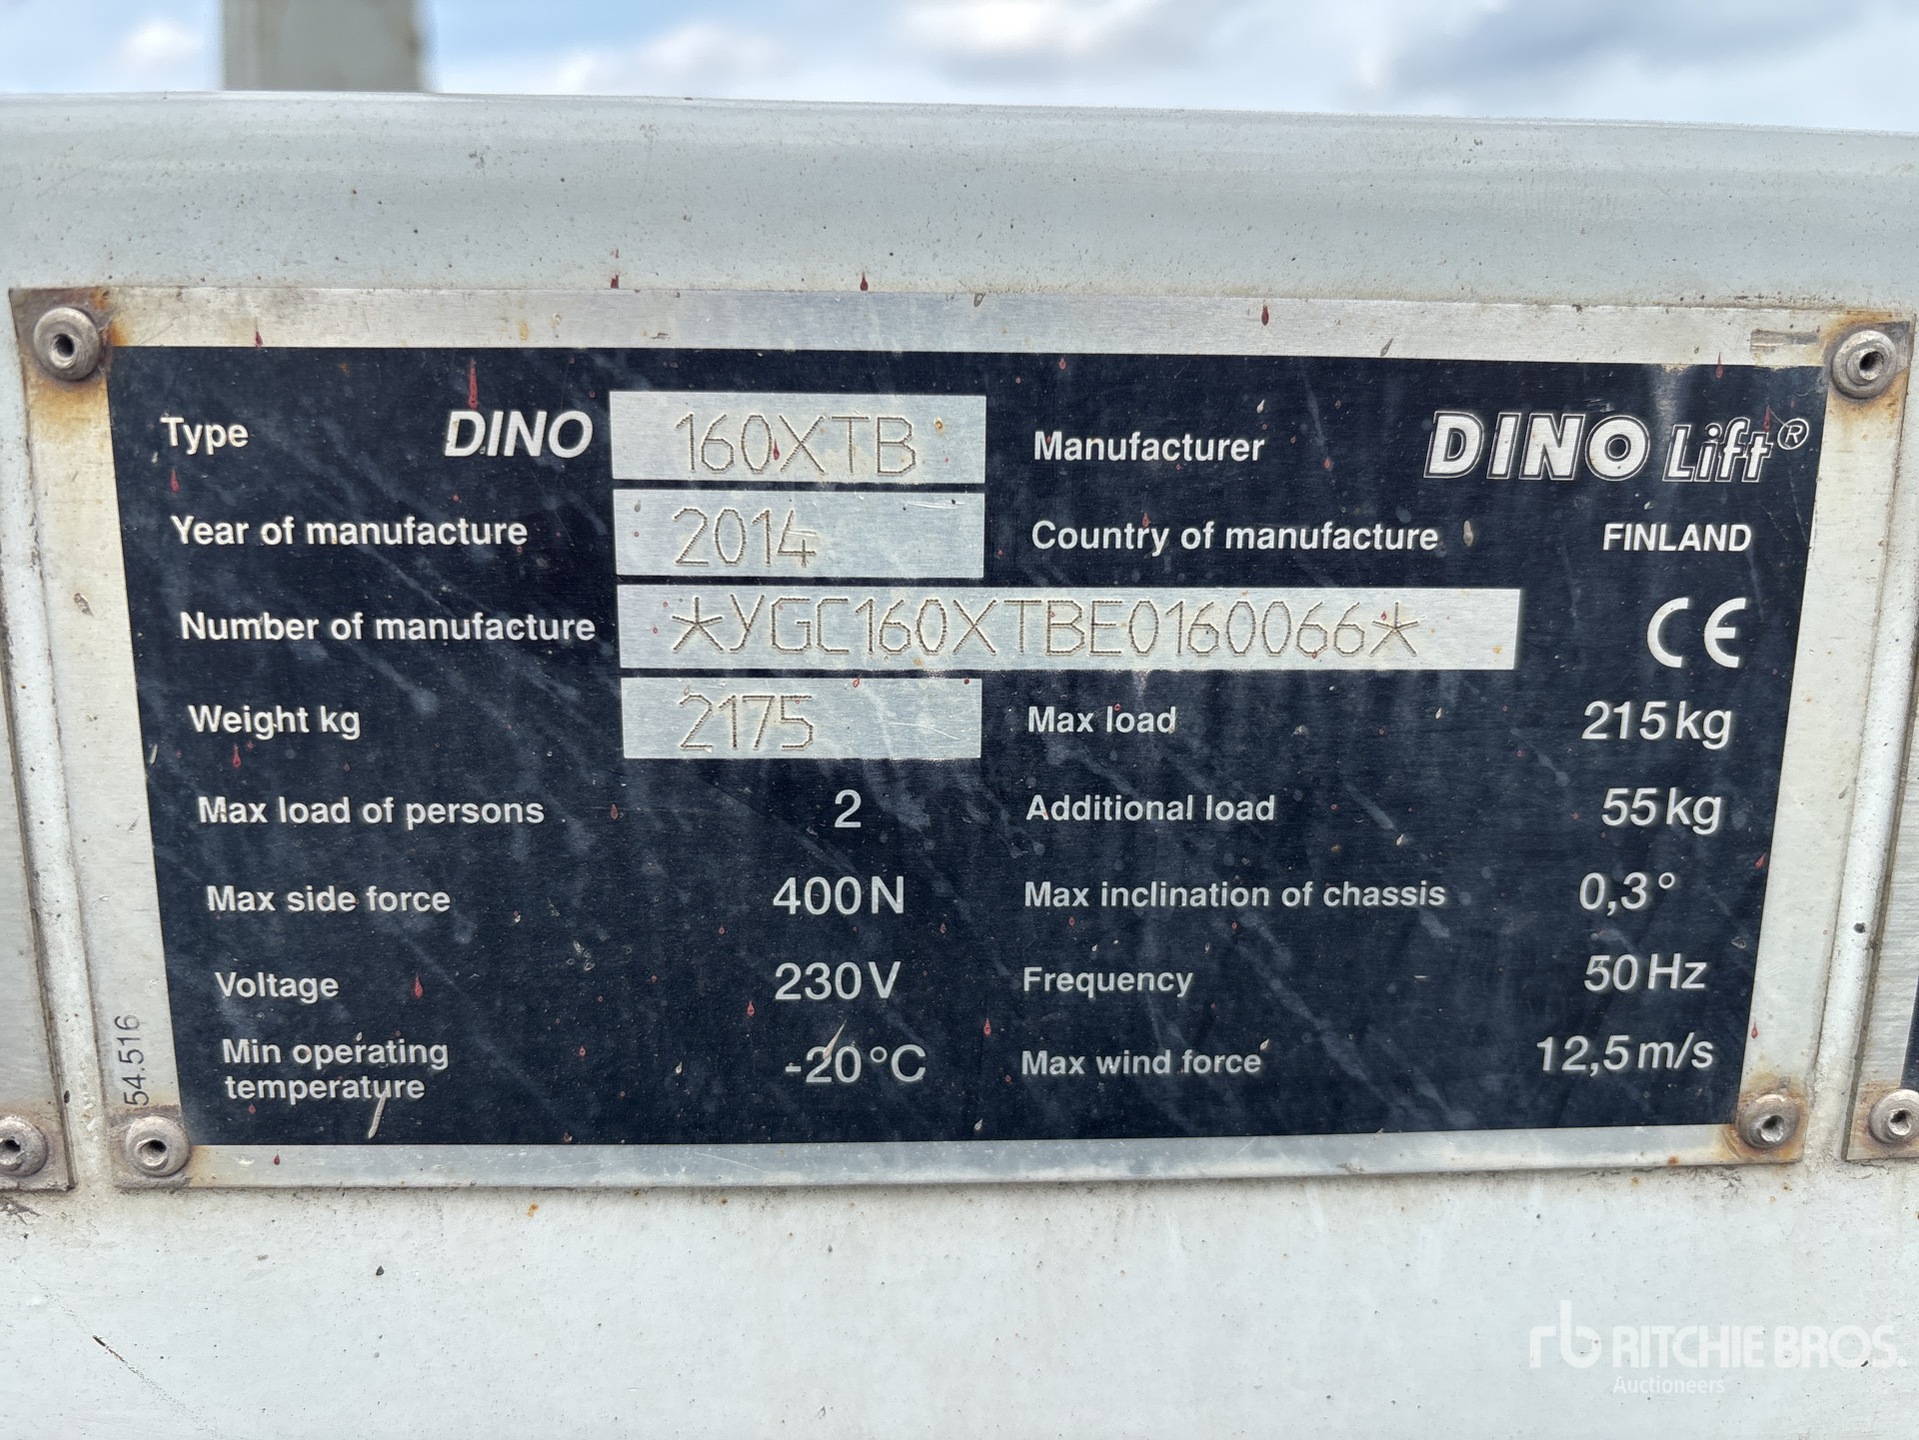 Type DINO 160XTB
Manufacturer DINO Lift®
Year of manufacture 2014
Country of manufacture FINLAND
Number of manufacture *YGC160XTBE0160066*
CE
Weight kg 2175
Max load 215 kg
Max load of persons 2
Additional load 55 kg
Max side force 400 N
Max inclination of chassis 0,3°
Voltage 230 V
Frequency 50 Hz
Min operating
temperature -20 °C
Max wind force 12,5 m/s
54.516
rb RITCHIE BROS.
Auctioneers